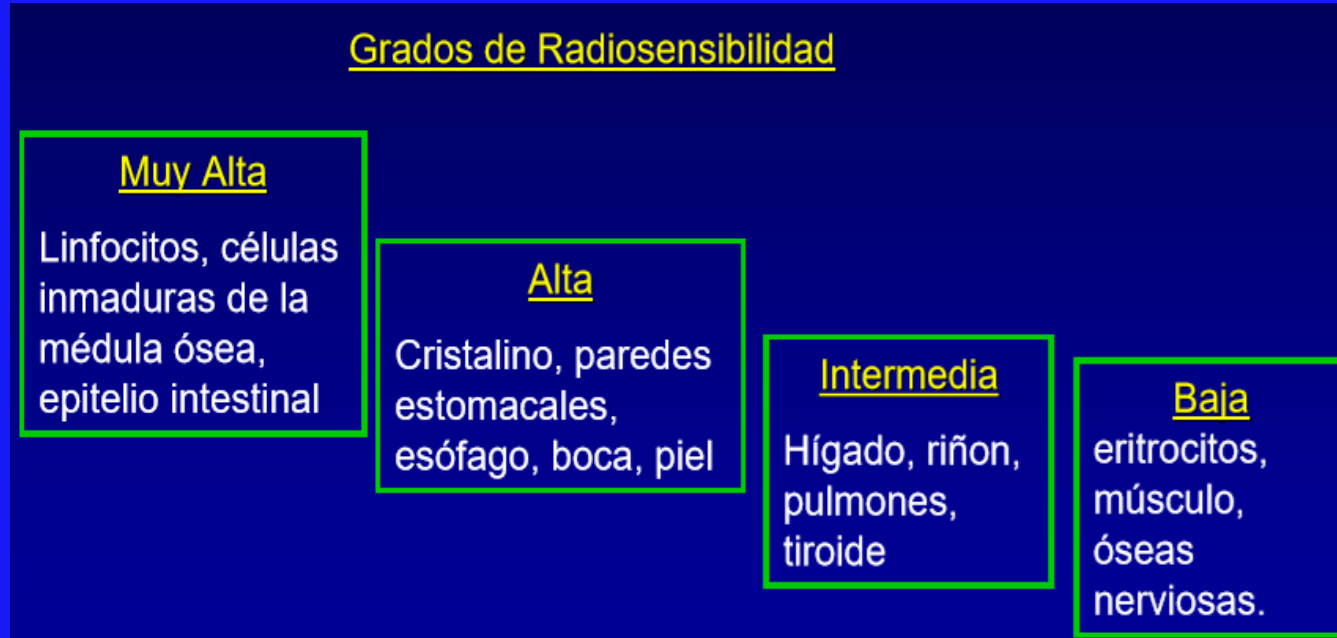 Grados de Radiosensibilidad
Muy Alta
Linfocitos, células
inmaduras de la
médula ósea,
epitelio intestinal
Alta
Cristalino, paredes
estomacales,
esófago, boca, piel
Intermedia
Hígado, riñon,
pulmones,
tiroide
Baja
eritrocitos,
músculo,
óseas
nerviosas.